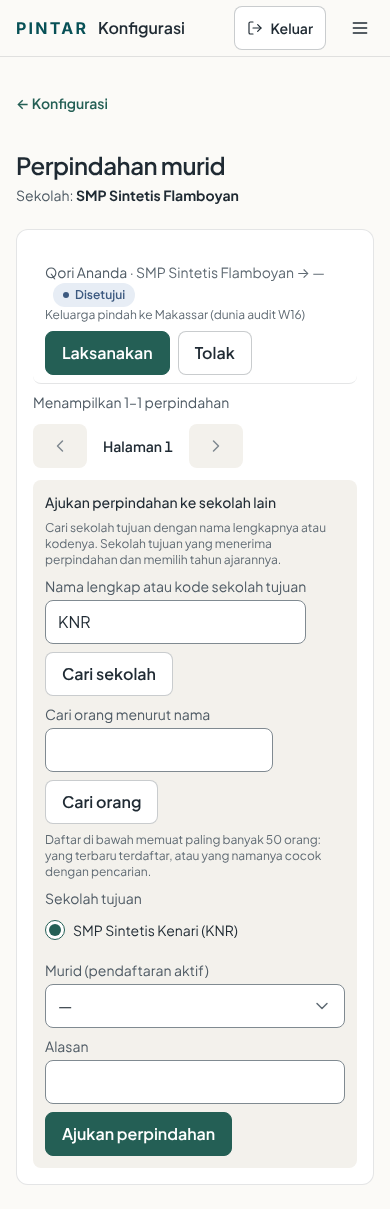 PINTAR Konfigurasi
Keluar
← Konfigurasi
Perpindahan murid
Sekolah: SMP Sintetis Flamboyan
Qori Ananda · SMP Sintetis Flamboyan → —
Disetujui
Keluarga pindah ke Makassar (dunia audit W16)
Laksanakan
Tolak
Menampilkan 1–1 perpindahan
Halaman 1
Ajukan perpindahan ke sekolah lain
Cari sekolah tujuan dengan nama lengkapnya atau
kodenya. Sekolah tujuan yang menerima
perpindahan dan memilih tahun ajarannya.
Nama lengkap atau kode sekolah tujuan
KNR
Cari sekolah
Cari orang menurut nama
Cari orang
Daftar di bawah memuat paling banyak 50 orang:
yang terbaru terdaftar, atau yang namanya cocok
dengan pencarian.
Sekolah tujuan
SMP Sintetis Kenari (KNR)
Murid (pendaftaran aktif)
—
Alasan
Ajukan perpindahan